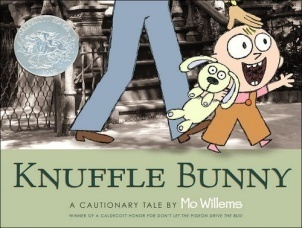 KNUFFLE BUNNY
A CAUTIONARY TALE BY Mo Willems
WINNER OF A CALDECOTT HONOR FOR DON'T LET THE PIGEON DRIVE THE BUS!